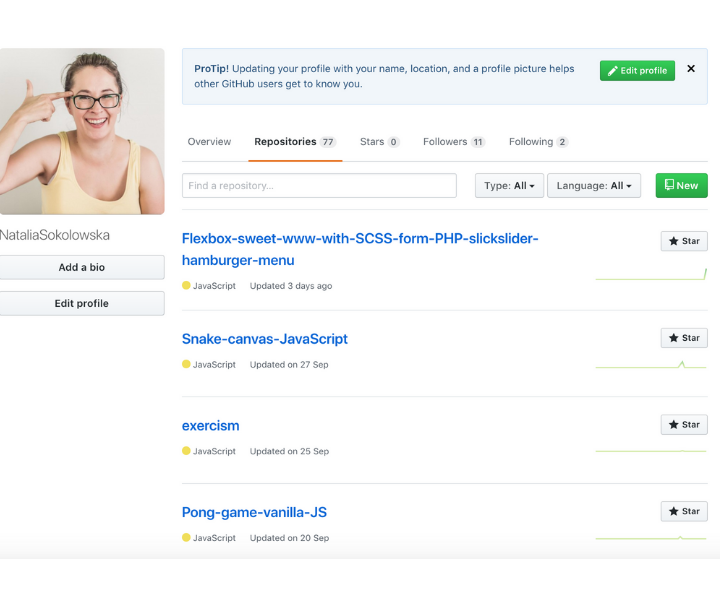 ProTip! Updating your profile with your name, location, and a profile picture helps
other GitHub users get to know you.
Edit profile
Overview
Repositories 77
Stars 0
Followers 11
Following 2
Find a repository...
Type: All
Language: All
New
NataliaSokolowska
Add a bio
Edit profile
Flexbox-sweet-www-with-SCSS-form-PHP-slickslider-
hamburger-menu
Star
JavaScript Updated 3 days ago
Snake-canvas-JavaScript
Star
JavaScript Updated on 27 Sep
exercism
Star
JavaScript Updated on 25 Sep
Pong-game-vanilla-JS
Star
JavaScript Updated on 20 Sep